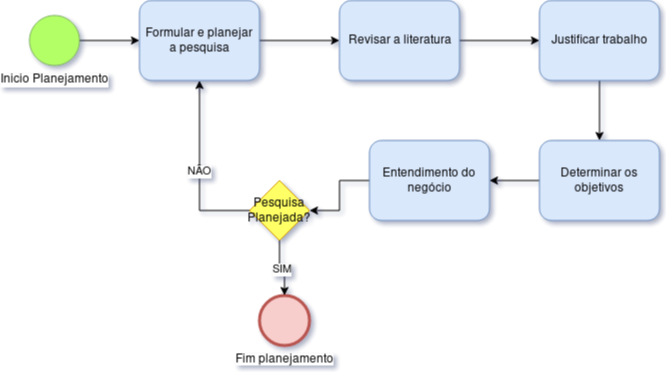 Formular e planejar
a pesquisa
Revisar a literatura
Justificar trabalho
Inicio Planejamento
NÃO
Entendimento do
negócio
Determinar os
objetivos
Pesquisa
Planejada?
SIM
Fim planejamento